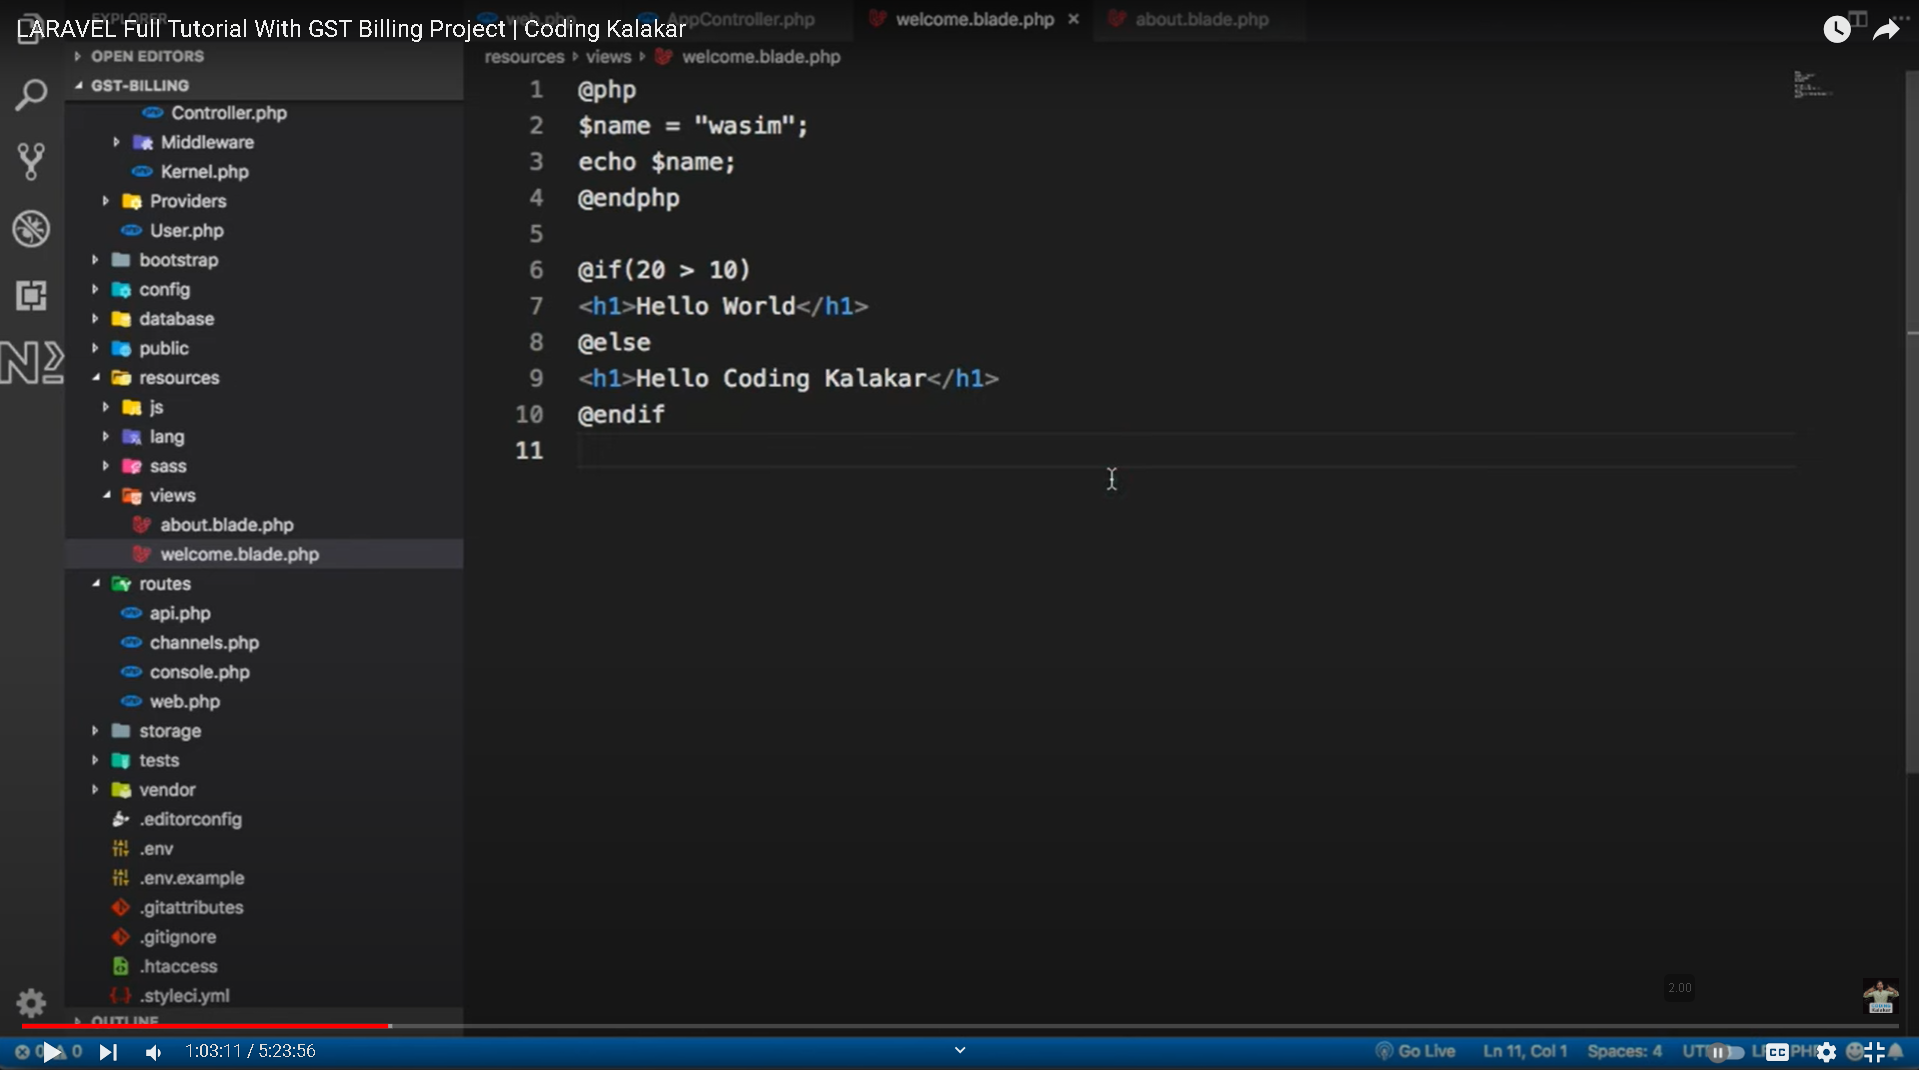 LARAVEL Full Tutorial With GST Billing Project | Coding Kalakar
EXPLORER
web.php
AppController.php
welcome.blade.php ×
about.blade.php
OPEN EDITORS
GST-BILLING
Controller.php
Middleware
Kernel.php
Providers
User.php
bootstrap
config
database
public
resources
js
lang
sass
views
about.blade.php
welcome.blade.php
routes
api.php
channels.php
console.php
web.php
storage
tests
vendor
.editorconfig
.env
.env.example
.gitattributes
.gitignore
.htaccess
.styleci.yml
OUTLINE
resources views welcome.blade.php
1 @php
2 $name = "wasim";
3 echo $name;
4 @endphp
5
6 @if(20 > 10)
7 <h1>Hello World</h1>
8 @else
9 <h1>Hello Coding Kalakar</h1>
10 @endif
11
2.00
1:03:11 / 5:23:56
0 0
Go Live Ln 11, Col 1 Spaces: 4
CC